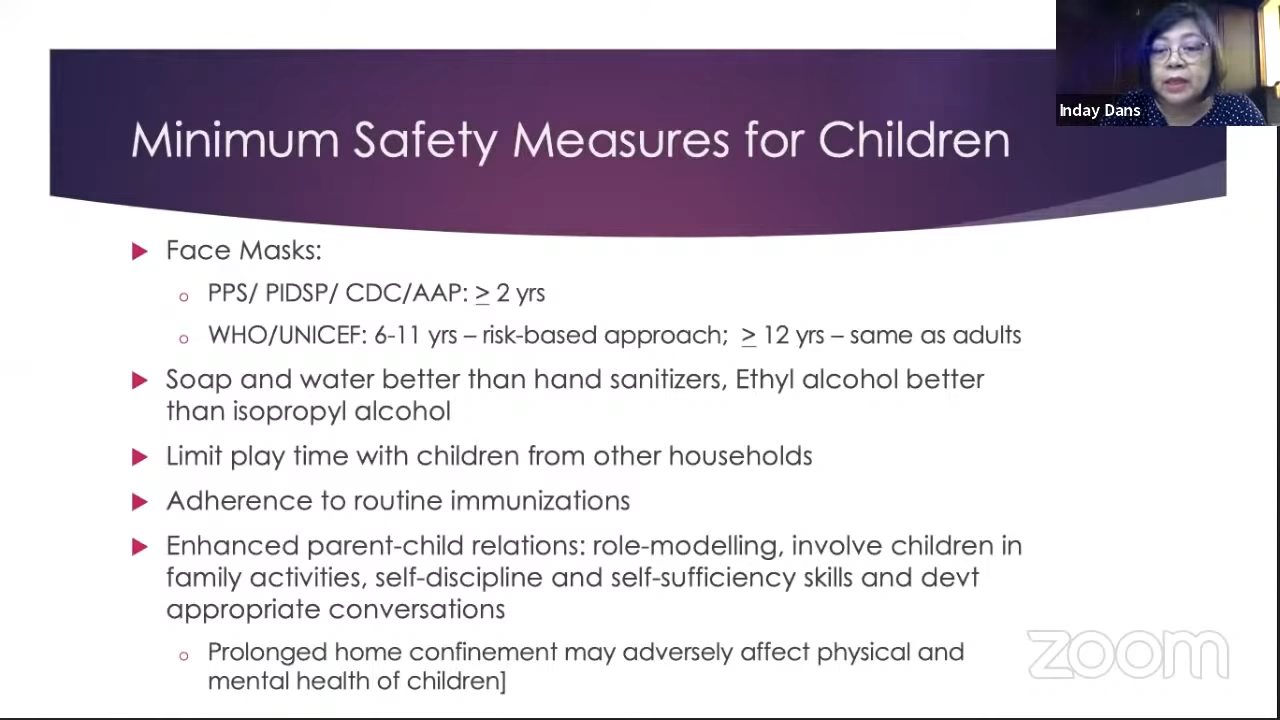 Inday Dans
Minimum Safety Measures for Children
Face Masks:
PPS/ PIDSP/ CDC/AAP: ≥ 2 yrs
WHO/UNICEF: 6-11 yrs – risk-based approach; ≥ 12 yrs – same as adults
Soap and water better than hand sanitizers, Ethyl alcohol better
than isopropyl alcohol
Limit play time with children from other households
Adherence to routine immunizations
Enhanced parent-child relations: role-modelling, involve children in
family activities, self-discipline and self-sufficiency skills and devt
appropriate conversations
Prolonged home confinement may adversely affect physical and
mental health of children]
zoom